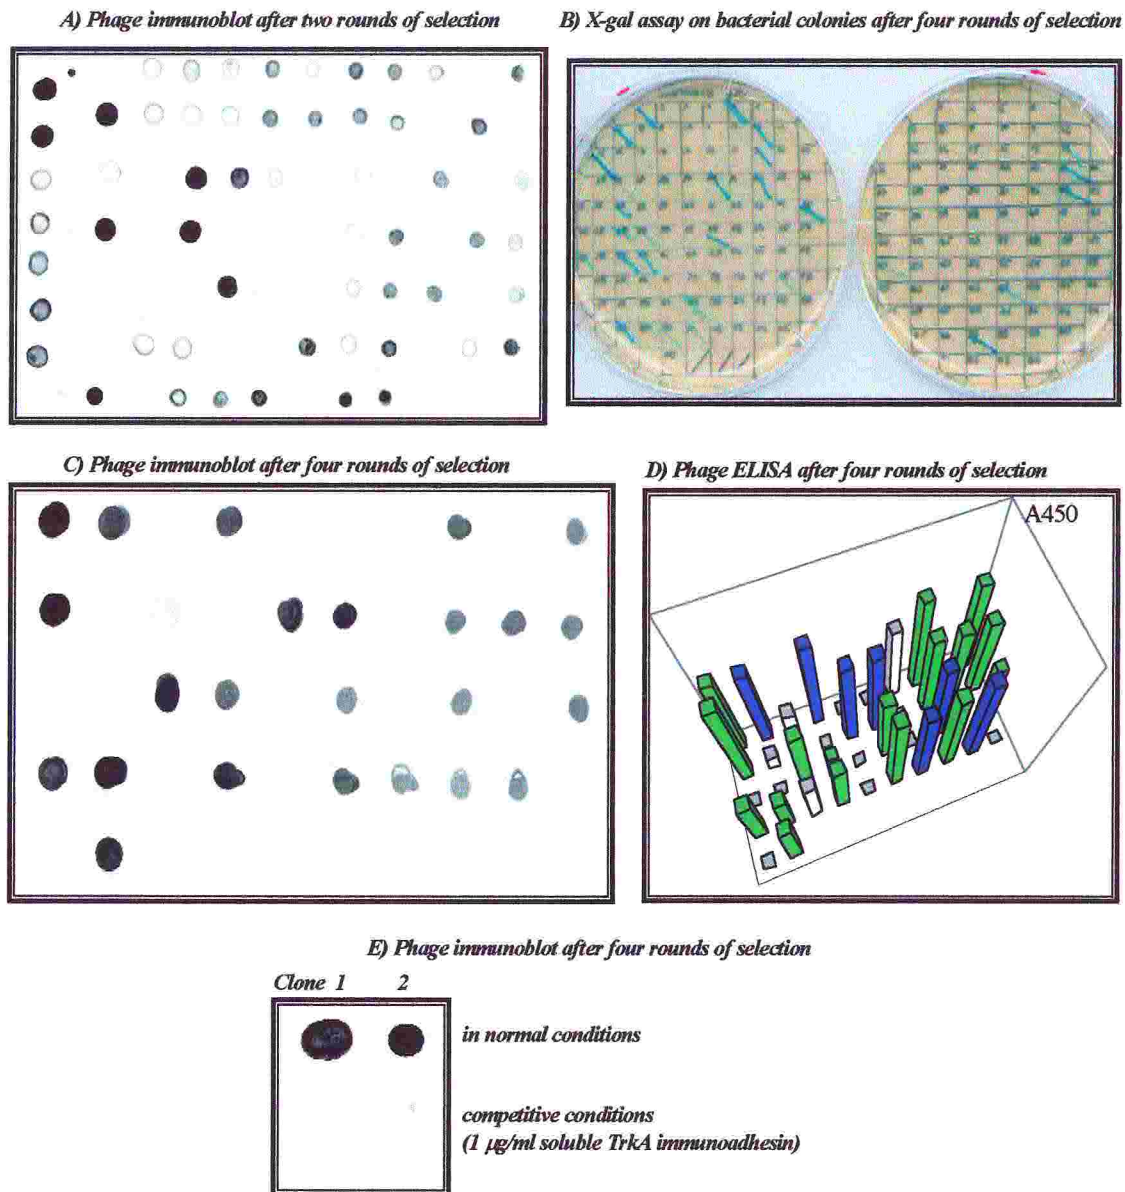 A) Phage immunoblot after two rounds of selection
B) X-gal assay on bacterial colonies after four rounds of selection
C) Phage immunoblot after four rounds of selection
D) Phage ELISA after four rounds of selection
A450
E) Phage immunoblot after four rounds of selection
Clone 1 2
in normal conditions
competitive conditions
(1 µg/ml soluble TrkA immunoadhesin)